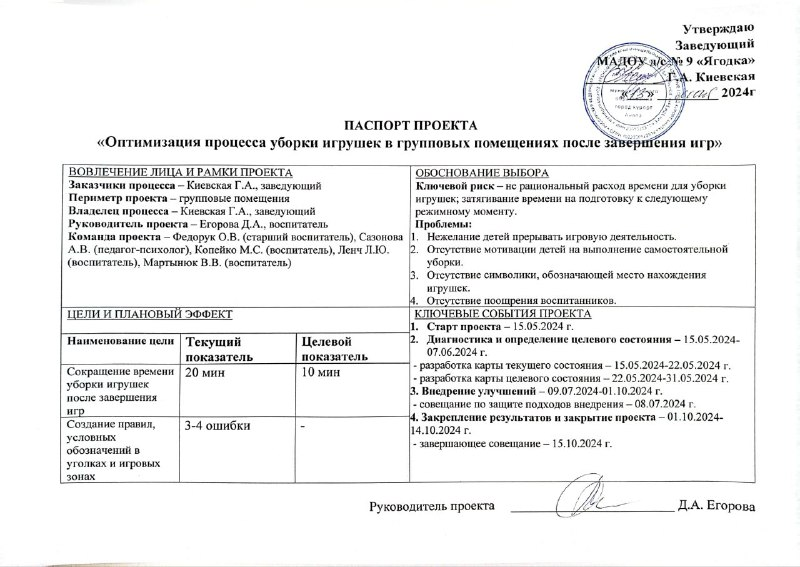 Утверждаю
Заведующий
МАДОУ д/с № 9 «Ягодка»
Г.А. Киевская
«13» 2024г
город курорт
Анапа
ПАСПОРТ ПРОЕКТА
«Оптимизация процесса уборки игрушек в групповых помещениях после завершения игр»
ВОВЛЕЧЕНИЕ ЛИЦА И РАМКИ ПРОЕКТА
Заказчики процесса – Киевская Г.А., заведующий
Периметр проекта – групповые помещения
Владелец процесса – Киевская Г.А., заведующий
Руководитель проекта – Егорова Д.А., воспитатель
Команда проекта – Федорук О.В. (старший воспитатель), Сазонова
А.В. (педагог-психолог), Копейко М.С. (воспитатель), Ленч Л.Ю.
(воспитатель), Мартынюк В.В. (воспитатель)
ОБОСНОВАНИЕ ВЫБОРА
Ключевой риск – не рациональный расход времени для уборки
игрушек; затягивание времени на подготовку к следующему
режимному моменту.
Проблемы:
1. Нежелание детей прерывать игровую деятельность.
2. Отсутствие мотивации детей на выполнение самостоятельной
уборки.
3. Отсутствие символики, обозначающей место нахождения
игрушек.
4. Отсутствие поощрения воспитанников.
ЦЕЛИ И ПЛАНОВЫЙ ЭФФЕКТ
Наименование цели
Текущий
показатель
Целевой
показатель
Сокращение времени
уборки игрушек
после завершения
игр
20 мин
10 мин
Создание правил,
условных
обозначений в
уголках и игровых
зонах
3-4 ошибки
-
КЛЮЧЕВЫЕ СОБЫТИЯ ПРОЕКТА
1. Старт проекта – 15.05.2024 г.
2. Диагностика и определение целевого состояния – 15.05.2024-
07.06.2024 г.
- разработка карты текущего состояния – 15.05.2024-22.05.2024 г.
- разработка карты целевого состояния – 22.05.2024-31.05.2024 г.
3. Внедрение улучшений – 09.07.2024-01.10.2024 г.
- совещание по защите подходов внедрения – 08.07.2024 г.
4. Закрепление результатов и закрытие проекта – 01.10.2024-
14.10.2024 г.
- завершающее совещание – 15.10.2024 г.
Руководитель проекта Д.А. Егорова